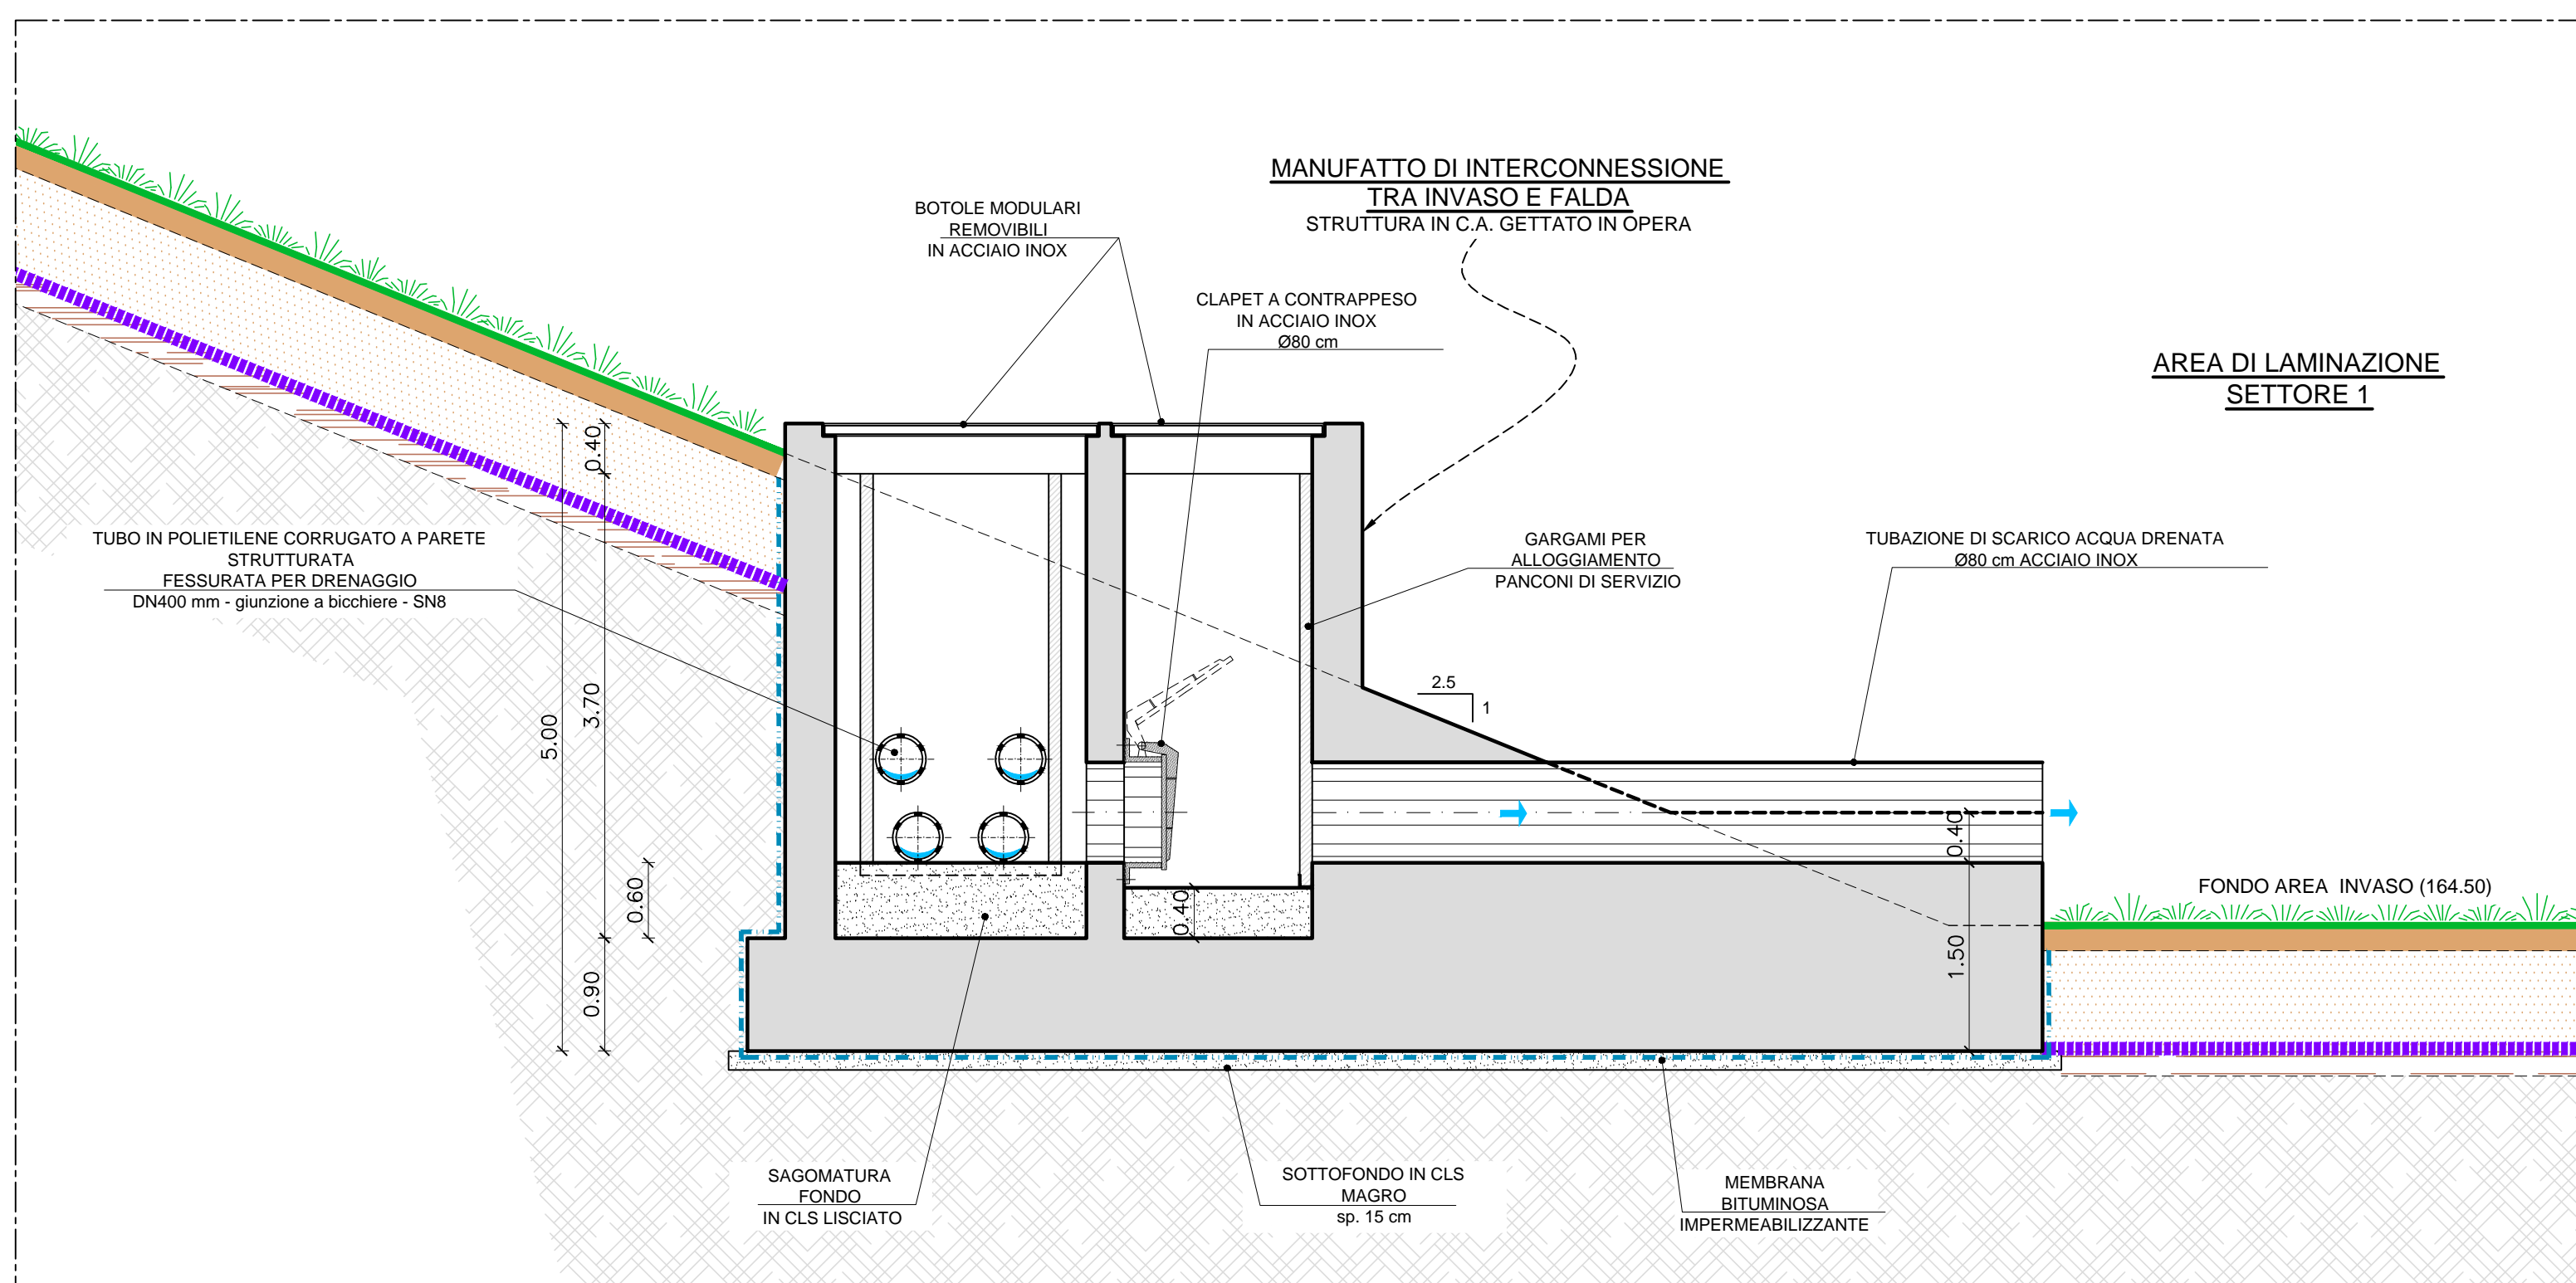 MANUFATTO DI INTERCONNESSIONE
TRA INVASO E FALDA
STRUTTURA IN C.A. GETTATO IN OPERA
BOTOLE MODULARI
REMOVIBILI
IN ACCIAIO INOX
CLAPET A CONTRAPPESO
IN ACCIAIO INOX
Ø80 cm
AREA DI LAMINAZIONE
SETTORE 1
TUBO IN POLIETILENE CORRUGATO A PARETE
STRUTTURATA
FESSURATA PER DRENAGGIO
DN400 mm - giunzione a bicchiere - SN8
GARGAMI PER
ALLOGGIAMENTO
PANCONI DI SERVIZIO
TUBAZIONE DI SCARICO ACQUA DRENATA
Ø80 cm ACCIAIO INOX
0.40
5.00
3.70
0.60
0.90
2.5
1
0.40
0.40
1.50
FONDO AREA INVASO (164.50)
SAGOMATURA
FONDO
IN CLS LISCIATO
SOTTOFONDO IN CLS
MAGRO
sp. 15 cm
MEMBRANA
BITUMINOSA
IMPERMEABILIZZANTE